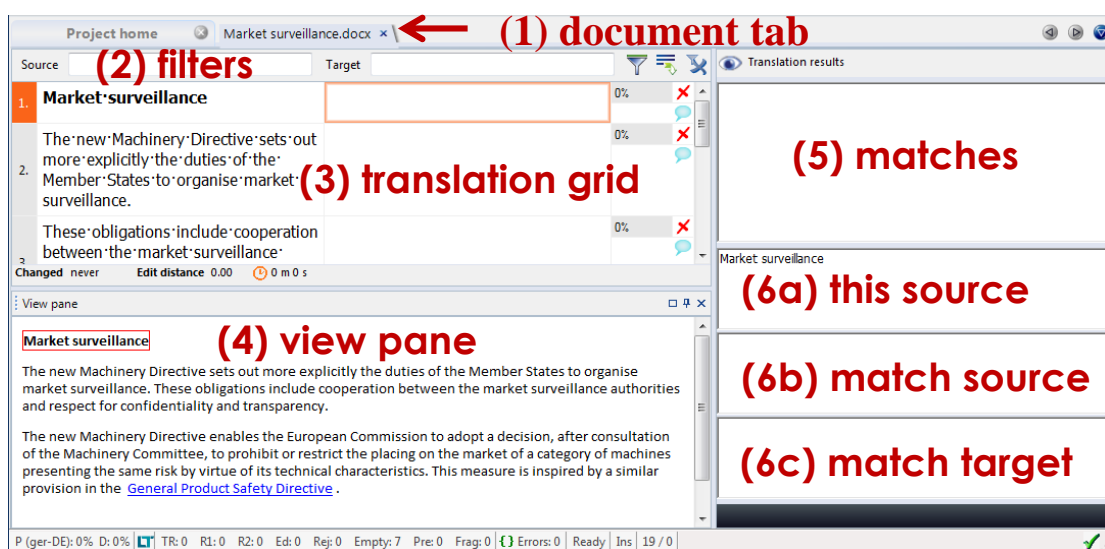 Project home
Market surveillance.docx ×
(1) document tab
Source
(2) filters
Target
Translation results
1.
Market·surveillance
0%
2.
The·new·Machinery·Directive·sets·out·
more·explicitly·the·duties·of·the·
Member·States·to·organise·market·
surveillance.
0%
(3) translation grid
3
These·obligations·include·cooperation·
between·the·market·surveillance·
0%
Changed never Edit distance 0.00 0 m 0 s
(5) matches
Market surveillance
(6a) this source
(6b) match source
(6c) match target
View pane
(4) view pane
Market surveillance
The new Machinery Directive sets out more explicitly the duties of the Member States to organise
market surveillance. These obligations include cooperation between the market surveillance authorities
and respect for confidentiality and transparency.
The new Machinery Directive enables the European Commission to adopt a decision, after consultation
of the Machinery Committee, to prohibit or restrict the placing on the market of a category of machines
presenting the same risk by virtue of its technical characteristics. This measure is inspired by a similar
provision in the General Product Safety Directive .
P (ger-DE): 0% D: 0% LT TR: 0 R1: 0 R2: 0 Ed: 0 Rej: 0 Empty: 7 Pre: 0 Frag: 0 {} Errors: 0 Ready Ins 19 / 0